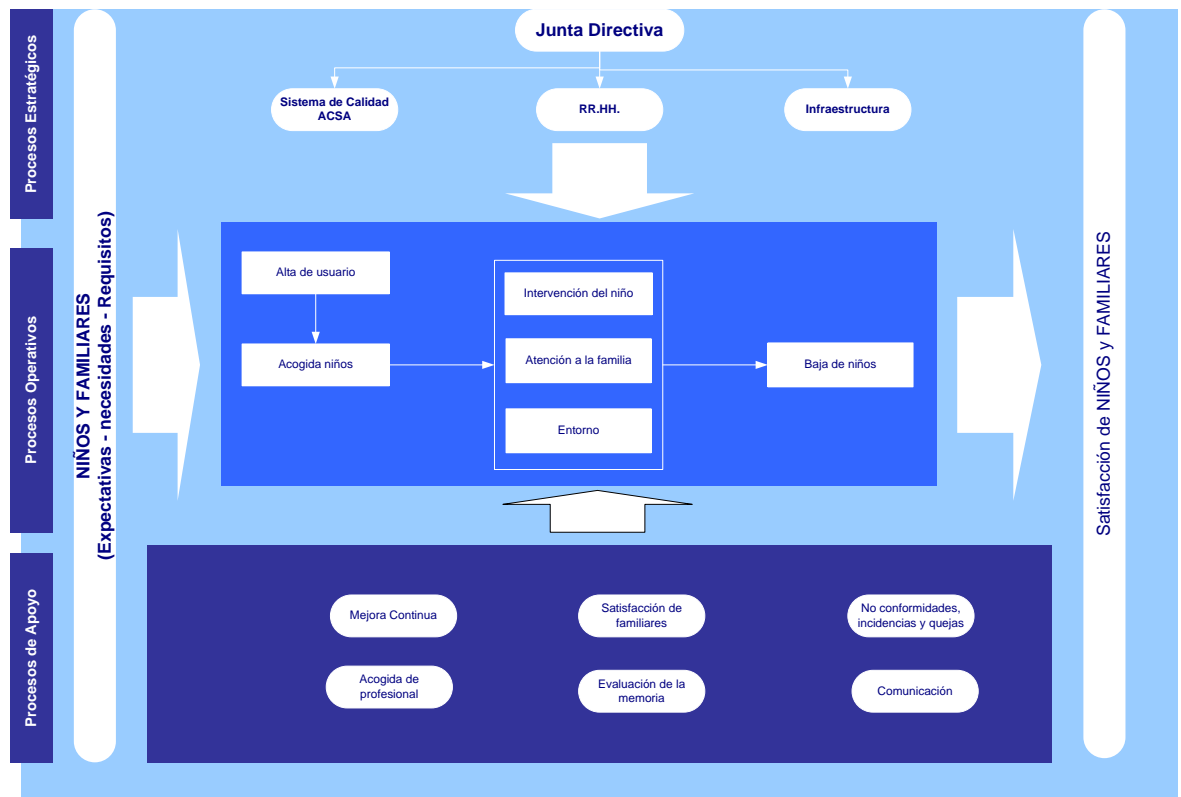 Procesos Estratégicos
Procesos Operativos
Procesos de Apoyo
NIÑOS Y FAMILIARES
(Expectativas - necesidades - Requisitos)
Junta Directiva
Sistema de Calidad
ACSA
RR.HH.
Infraestructura
Alta de usuario
Acogida niños
Intervención del niño
Atención a la familia
Entorno
Baja de niños
Mejora Continua
Satisfacción de
familiares
No conformidades,
incidencias y quejas
Acogida de
profesional
Evaluación de la
memoria
Comunicación
Satisfacción de NIÑOS y FAMILIARES